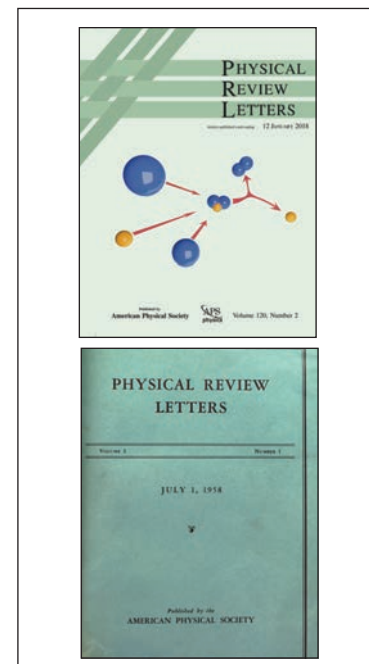 PHYSICAL
REVIEW
LETTERS
12 JANUARY 2018
Published by
American Physical Society
APS
physics
Volume 120, Number 2
PHYSICAL REVIEW
LETTERS
VOLUME 1
NUMBER 1
JULY 1, 1958
Published by the
AMERICAN PHYSICAL SOCIETY